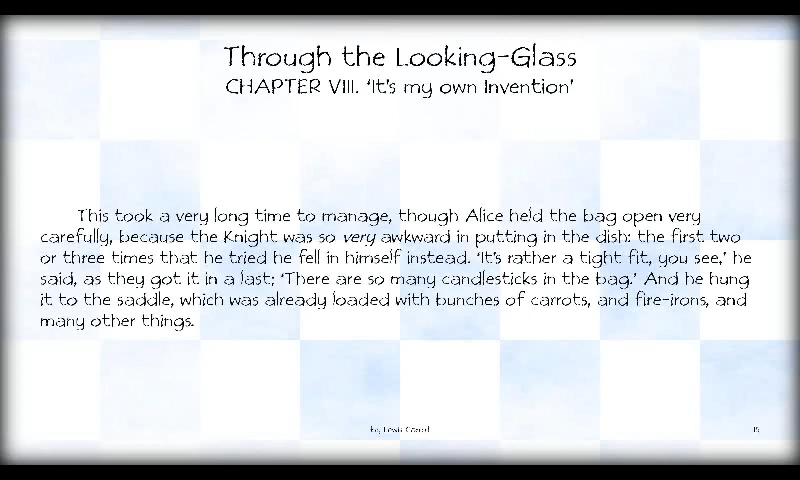 Through the Looking-Glass
CHAPTER VIII. ‘It’s my own Invention’
This took a very long time to manage, though Alice held the bag open very
carefully, because the Knight was so very awkward in putting in the dish: the first two
or three times that he tried he fell in himself instead. ‘It’s rather a tight fit, you see,’ he
said, as they got it in a last; ‘There are so many candlesticks in the bag.’ And he hung
it to the saddle, which was already loaded with bunches of carrots, and fire-irons, and
many other things.
by Lewis Carroll
15